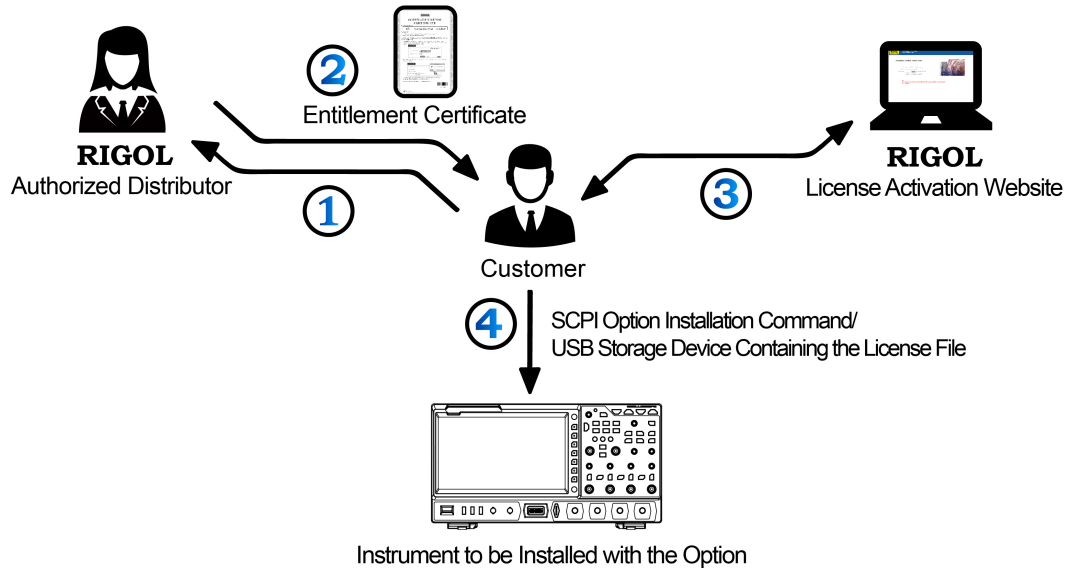 2
Entitlement Certificate
RIGOL
Authorized Distributor
1
3
RIGOL
License Activation Website
Customer
4
SCPI Option Installation Command/
USB Storage Device Containing the License File
Instrument to be Installed with the Option